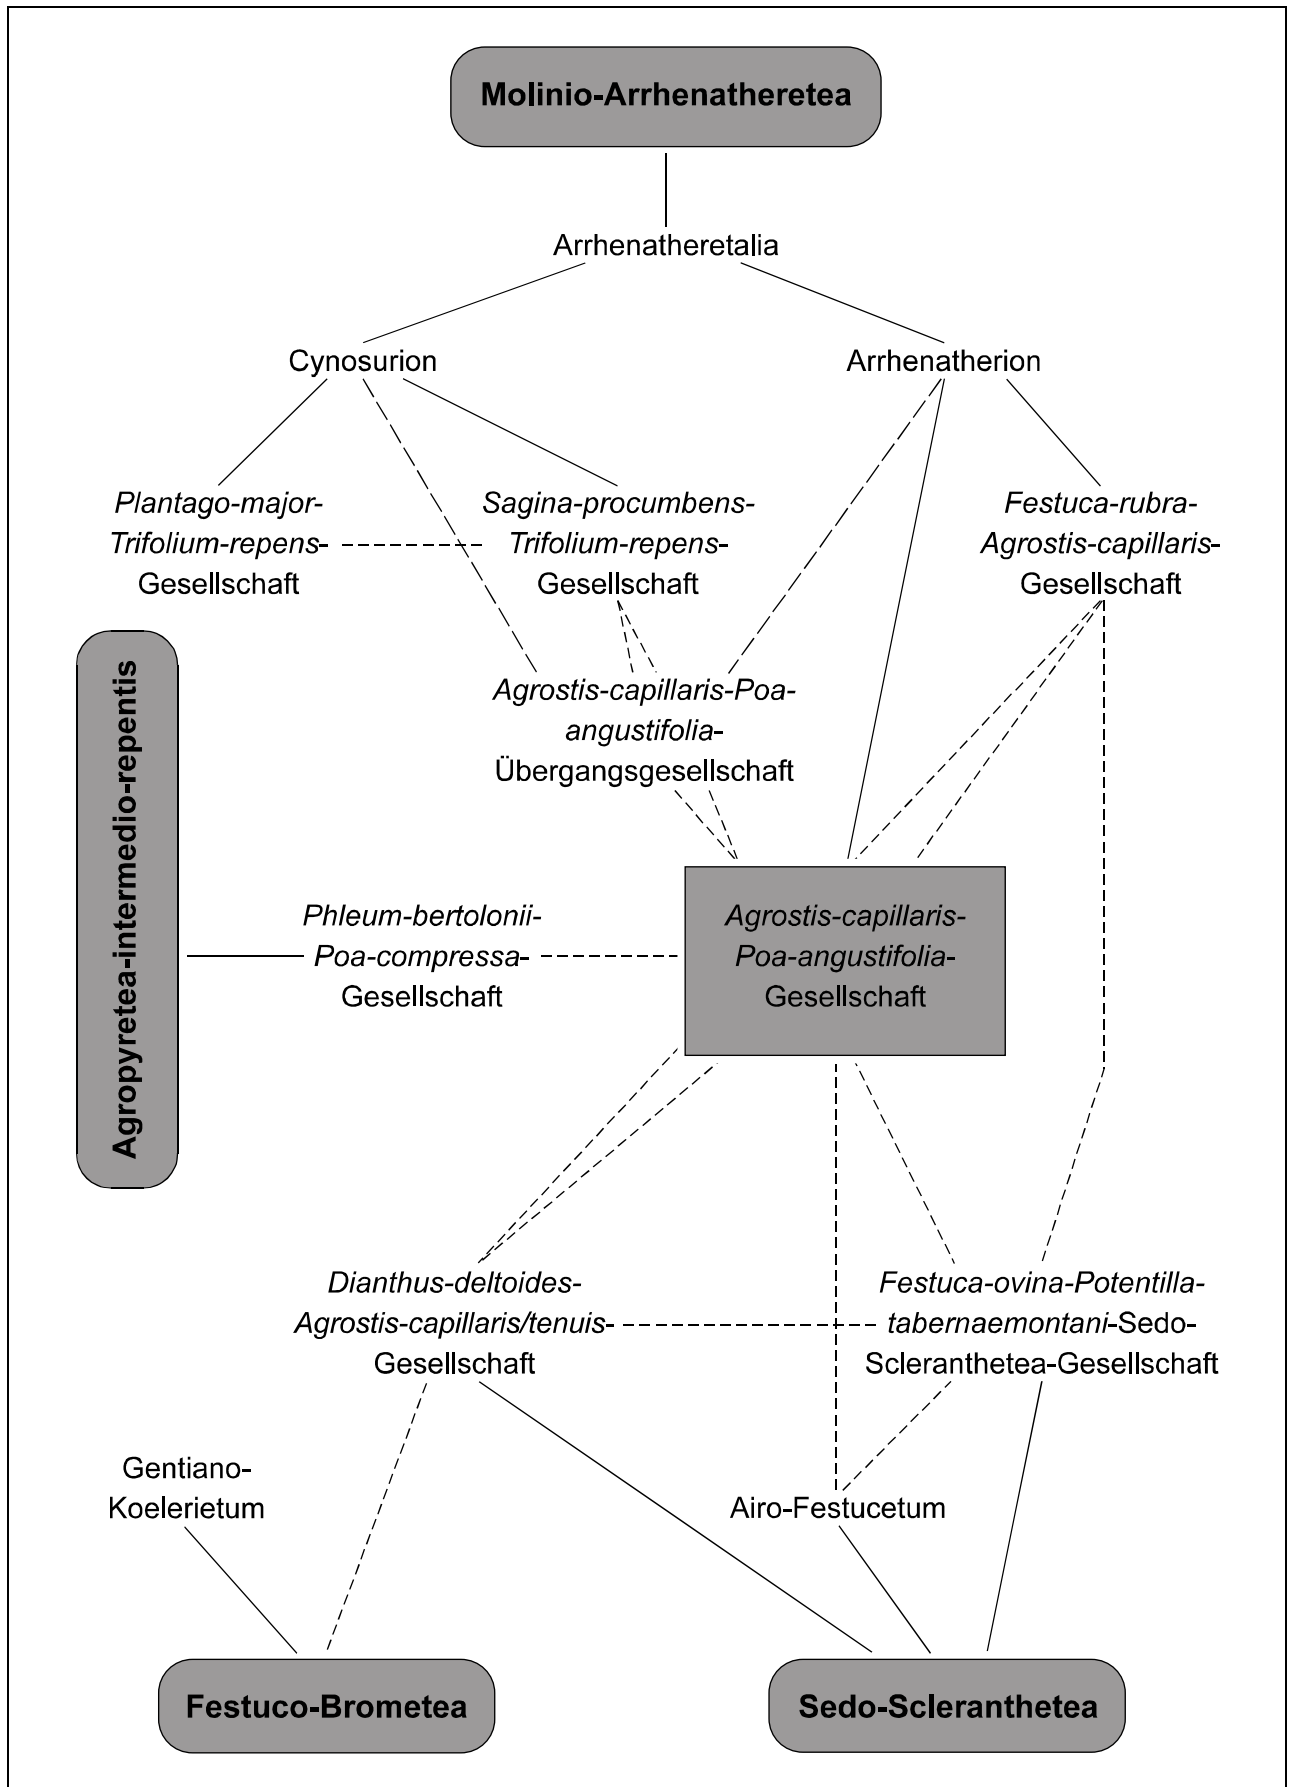 Molinio-Arrhenatheretea
Arrhenatheretalia
Cynosurion
Arrhenatherion
Plantago-major-
Trifolium-repens-
Gesellschaft
Sagina-procumbens-
Trifolium-repens-
Gesellschaft
Festuca-rubra-
Agrostis-capillaris-
Gesellschaft
Agrostis-capillaris-Poa-
angustifolia-
Übergangsgesellschaft
Agropyretea-intermedio-repentis
Phleum-bertolonii-
Poa-compressa-
Gesellschaft
Agrostis-capillaris-
Poa-angustifolia-
Gesellschaft
Dianthus-deltoides-
Agrostis-capillaris/tenuis-
Gesellschaft
Festuca-ovina-Potentilla-
tabernaemontani-Sedo-
Scleranthetea-Gesellschaft
Gentiano-
Koelerietum
Airo-Festucetum
Festuco-Brometea
Sedo-Scleranthetea